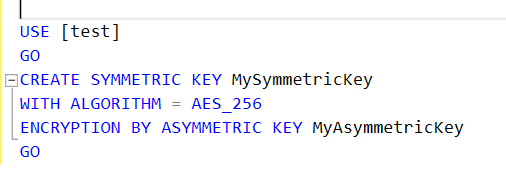 USE [test]
GO
CREATE SYMMETRIC KEY MySymmetricKey
WITH ALGORITHM = AES_256
ENCRYPTION BY ASYMMETRIC KEY MyAsymmetricKey
GO